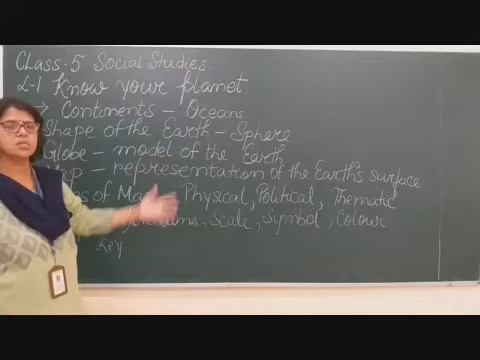 Class-5 Social Studies.
L-1. Know your planet
→ Continents – Oceans
Shape of the Earth – Sphere
Globe – model of the Earth
Map – representation of the Earth's surface
of Physical, Political, Thematic
Scale, Symbol, Colour
Key.